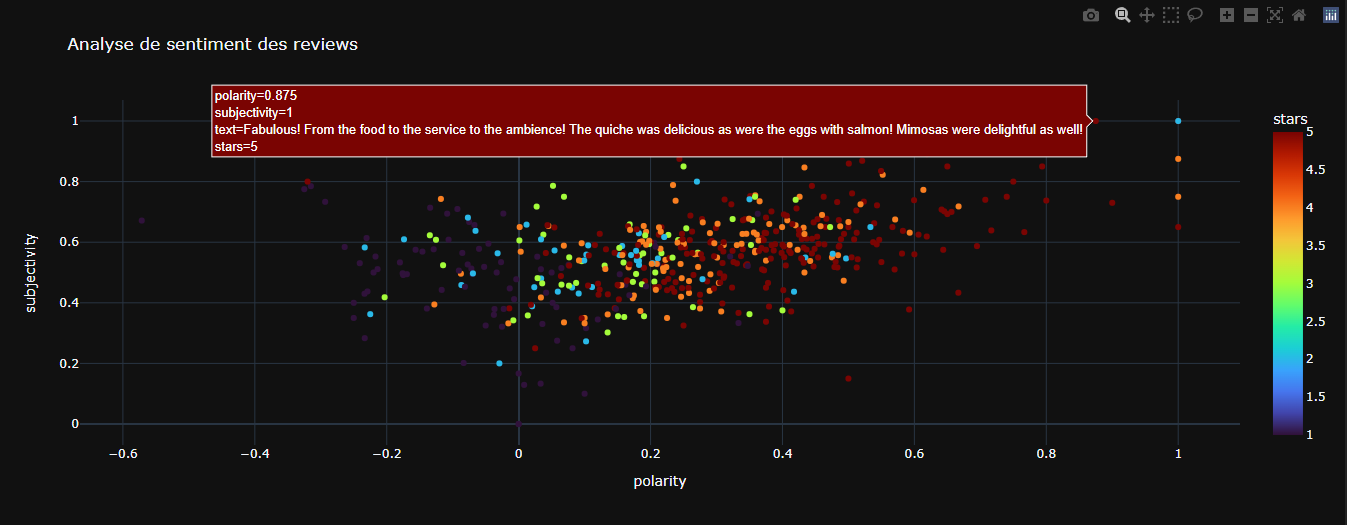 Analyse de sentiment des reviews
polarity=0.875
subjectivity=1
text=Fabulous! From the food to the service to the ambience! The quiche was delicious as were the eggs with salmon! Mimosas were delightful as well!
stars=5
subjectivity
1
0.8
0.6
0.4
0.2
0
−0.6 −0.4 −0.2 0 0.2 0.4 0.6 0.8 1
polarity
stars
5
4.5
4
3.5
3
2.5
2
1.5
1